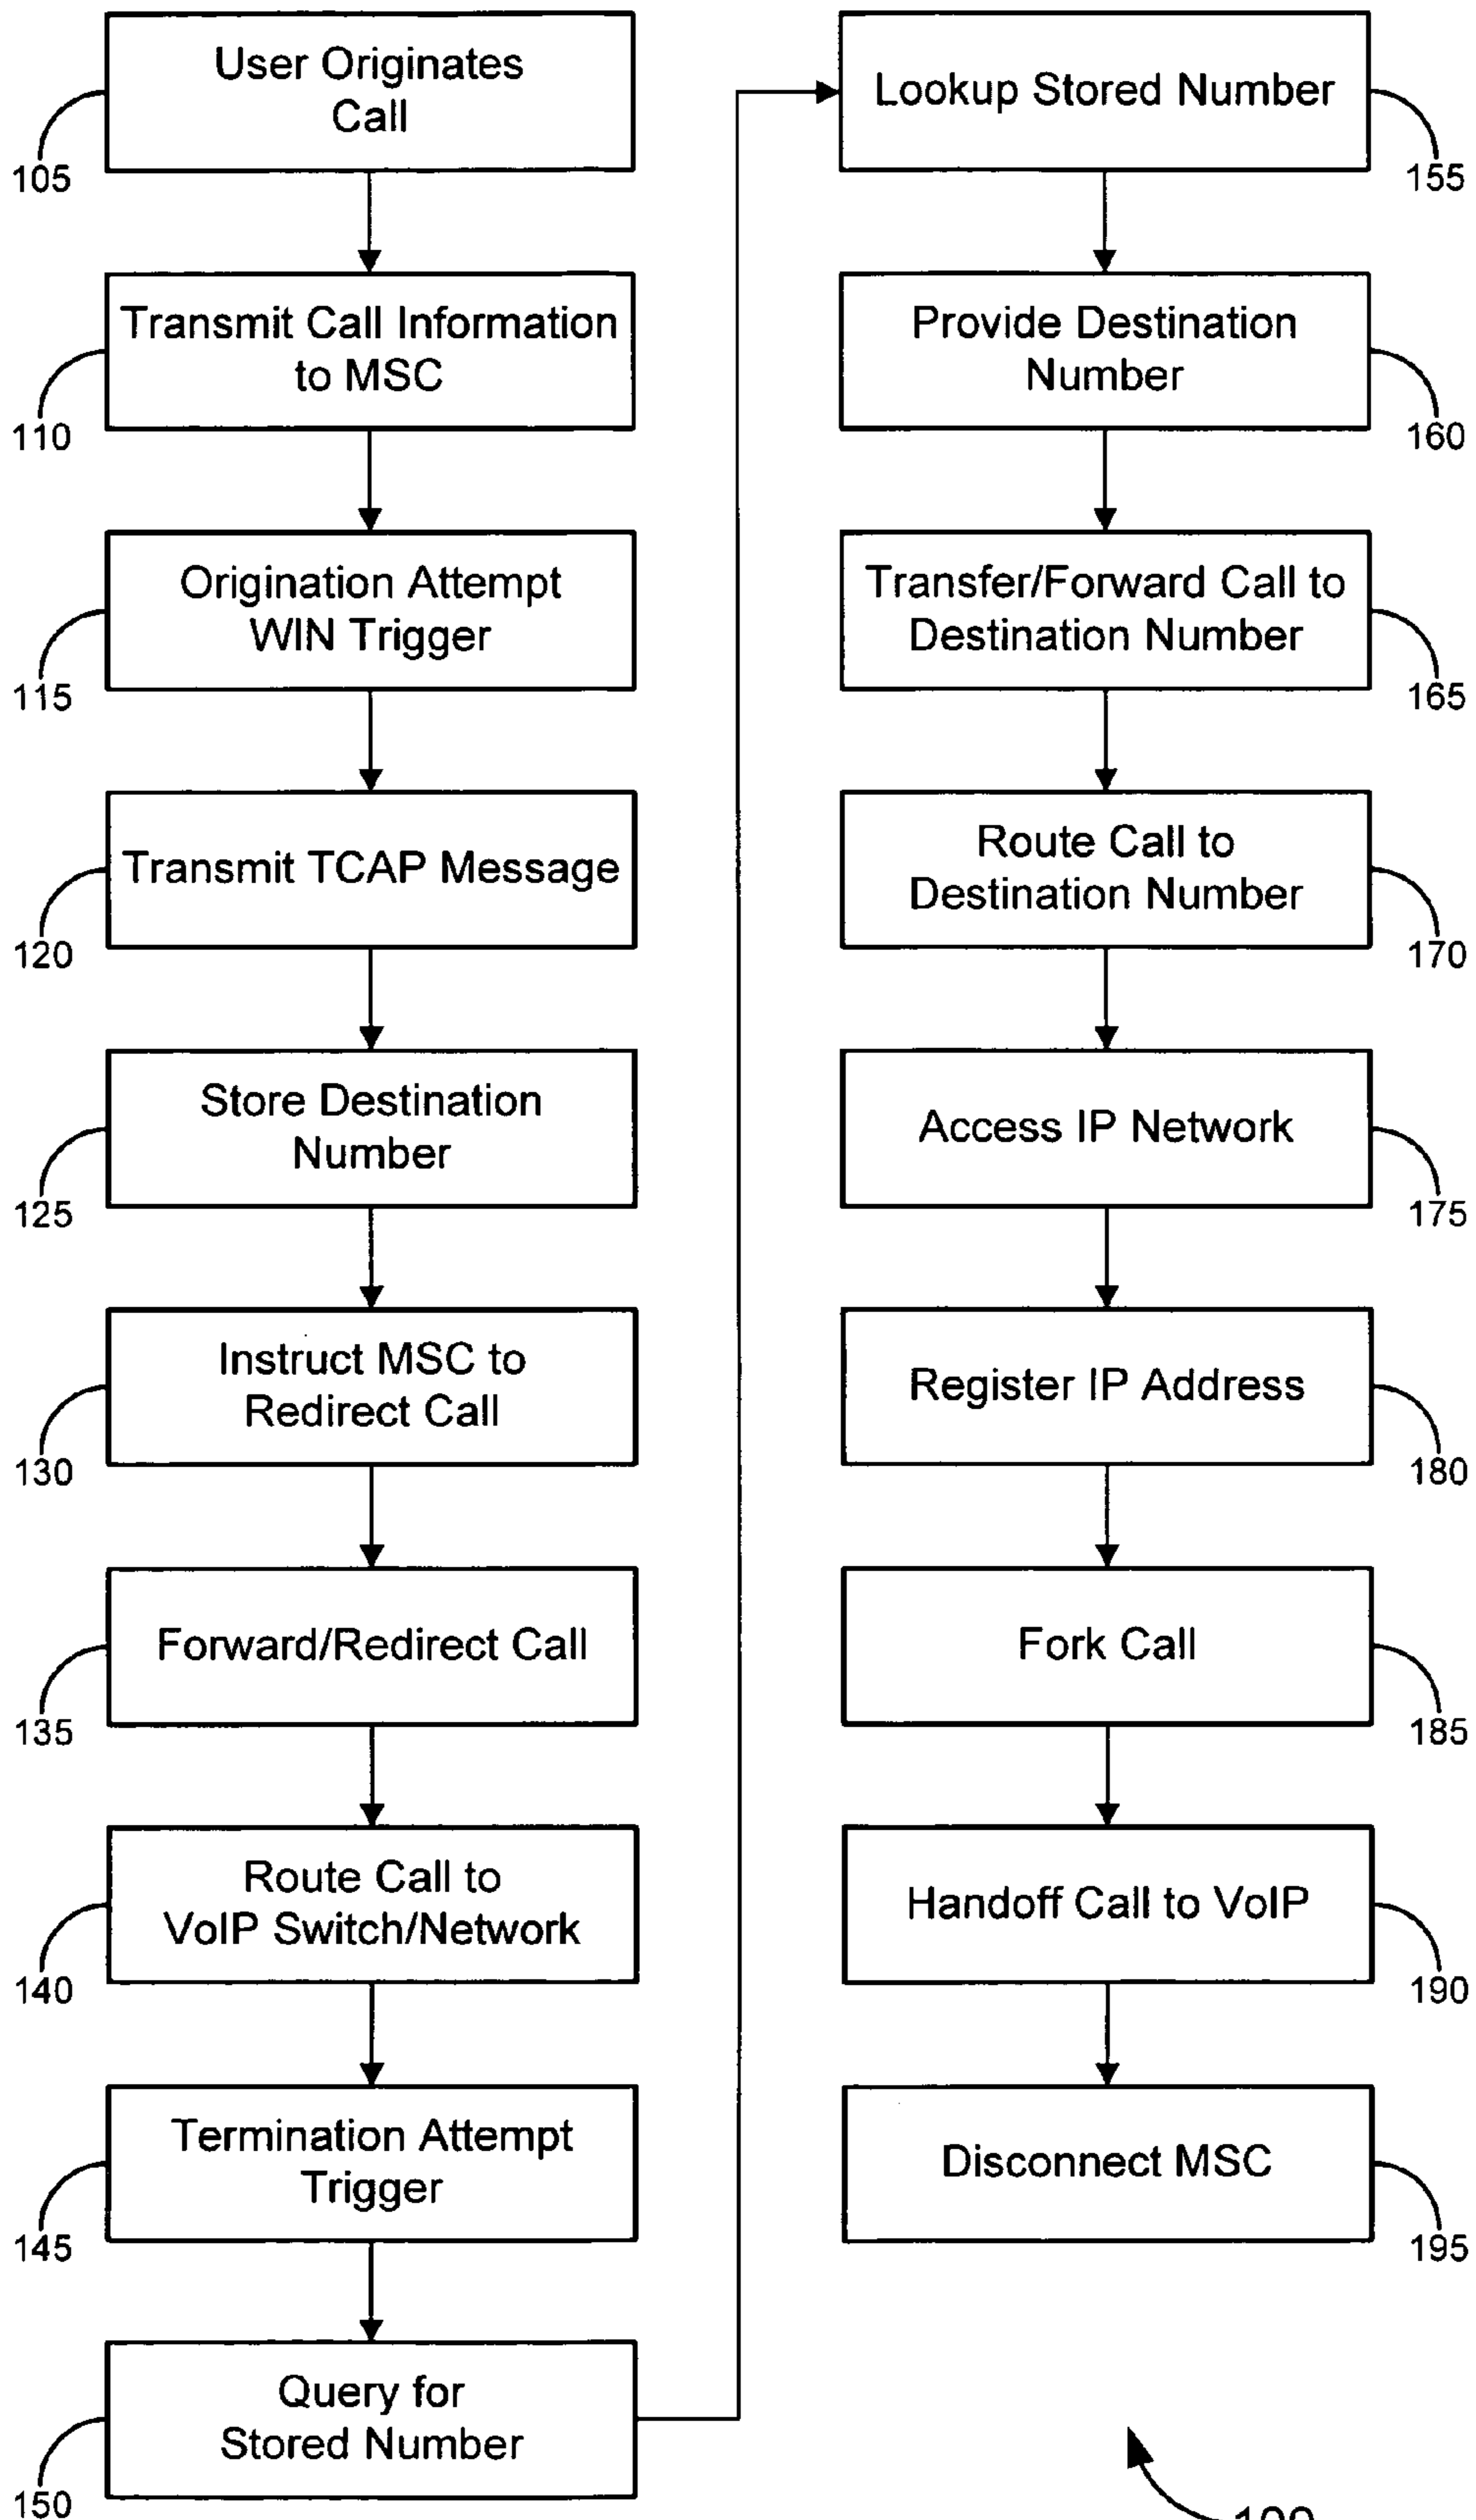 User Originates
Call
105
Transmit Call Information
to MSC
110
Origination Attempt
WIN Trigger
115
Transmit TCAP Message
120
Store Destination
Number
125
Instruct MSC to
Redirect Call
130
Forward/Redirect Call
135
Route Call to
VoIP Switch/Network
140
Termination Attempt
Trigger
145
Query for
Stored Number
150
Lookup Stored Number
155
Provide Destination
Number
160
Transfer/Forward Call to
Destination Number
165
Route Call to
Destination Number
170
Access IP Network
175
Register IP Address
180
Fork Call
185
Handoff Call to VoIP
190
Disconnect MSC
195